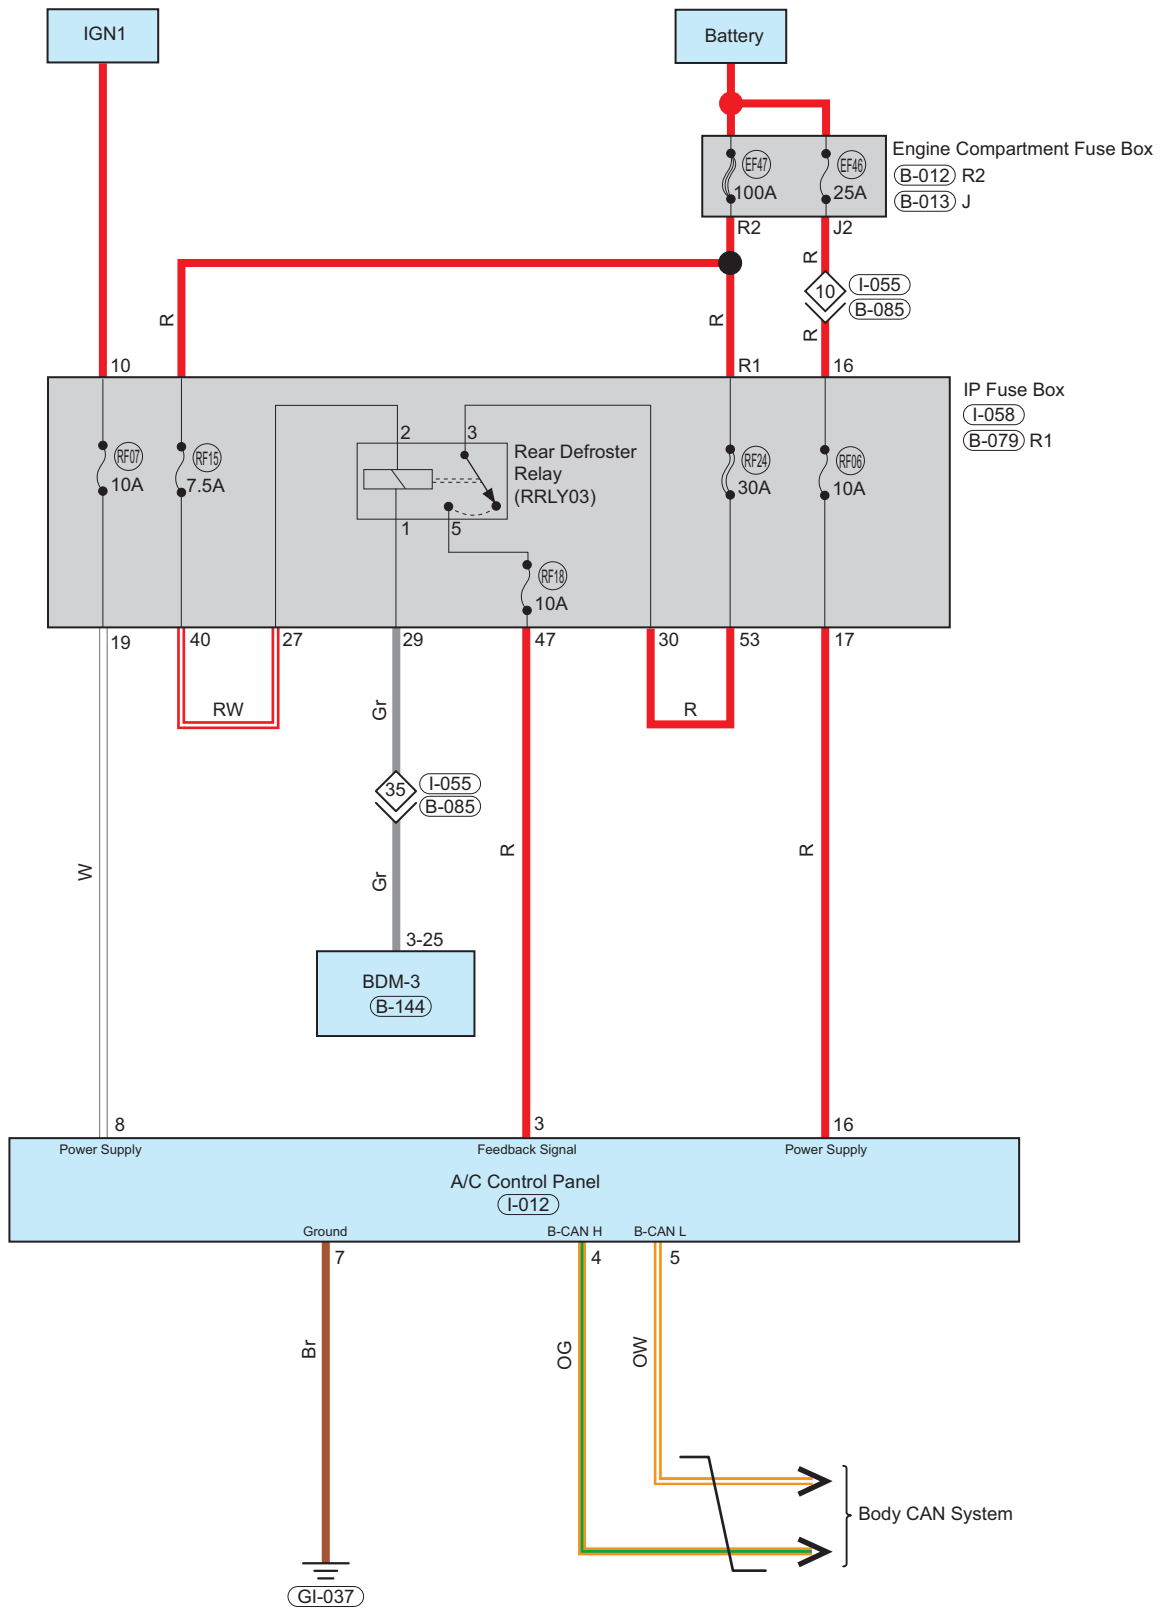 IGN1
Battery
Engine Compartment Fuse Box
EF47
EF46
B-012 R2
100A
25A
B-013 J
R2
J2
R
10
I-055
B-085
R
R
R
10
R1
16
IP Fuse Box
I-058
B-079 R1
2
3
Rear Defroster
Relay
(RRLY03)
RF07
10A
RF15
7.5A
RF24
30A
RF06
10A
1
5
RF18
10A
19
40
27
29
47
30
53
17
RW
Gr
R
35
I-055
B-085
W
Gr
R
R
3-25
BDM-3
B-144
8
3
16
Power Supply
Feedback Signal
Power Supply
A/C Control Panel
I-012
Ground
B-CAN H
B-CAN L
7
4
5
Br
OG
OW
Body CAN System
GI-037